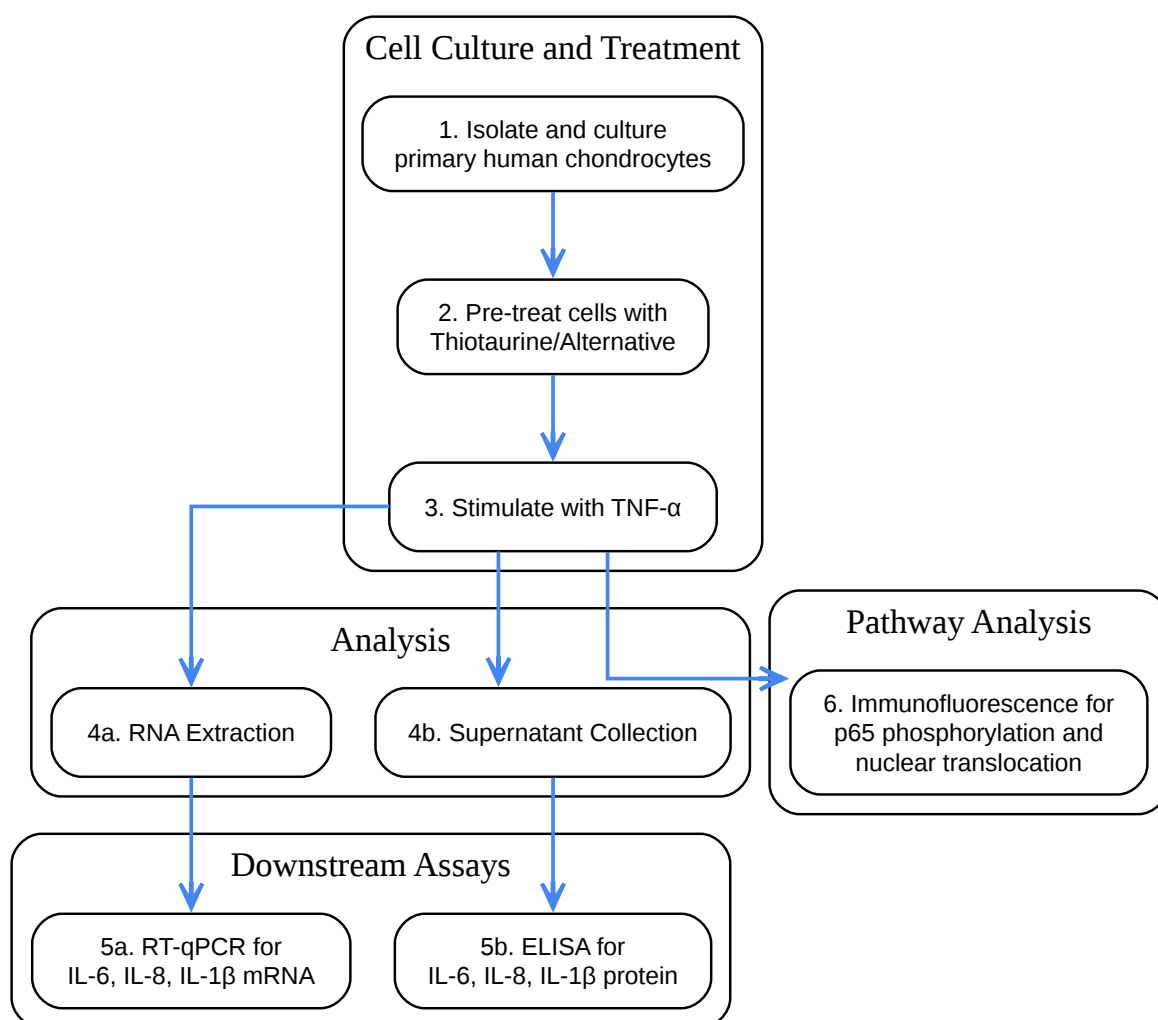 Cell Culture and Treatment
1. Isolate and culture
primary human chondrocytes
2. Pre-treat cells with
Thiotaurine/Alternative
3. Stimulate with TNF-α
Analysis
4a. RNA Extraction
4b. Supernatant Collection
Pathway Analysis
6. Immunofluorescence for
p65 phosphorylation and
nuclear translocation
Downstream Assays
5a. RT-qPCR for
IL-6, IL-8, IL-1β mRNA
5b. ELISA for
IL-6, IL-8, IL-1β protein